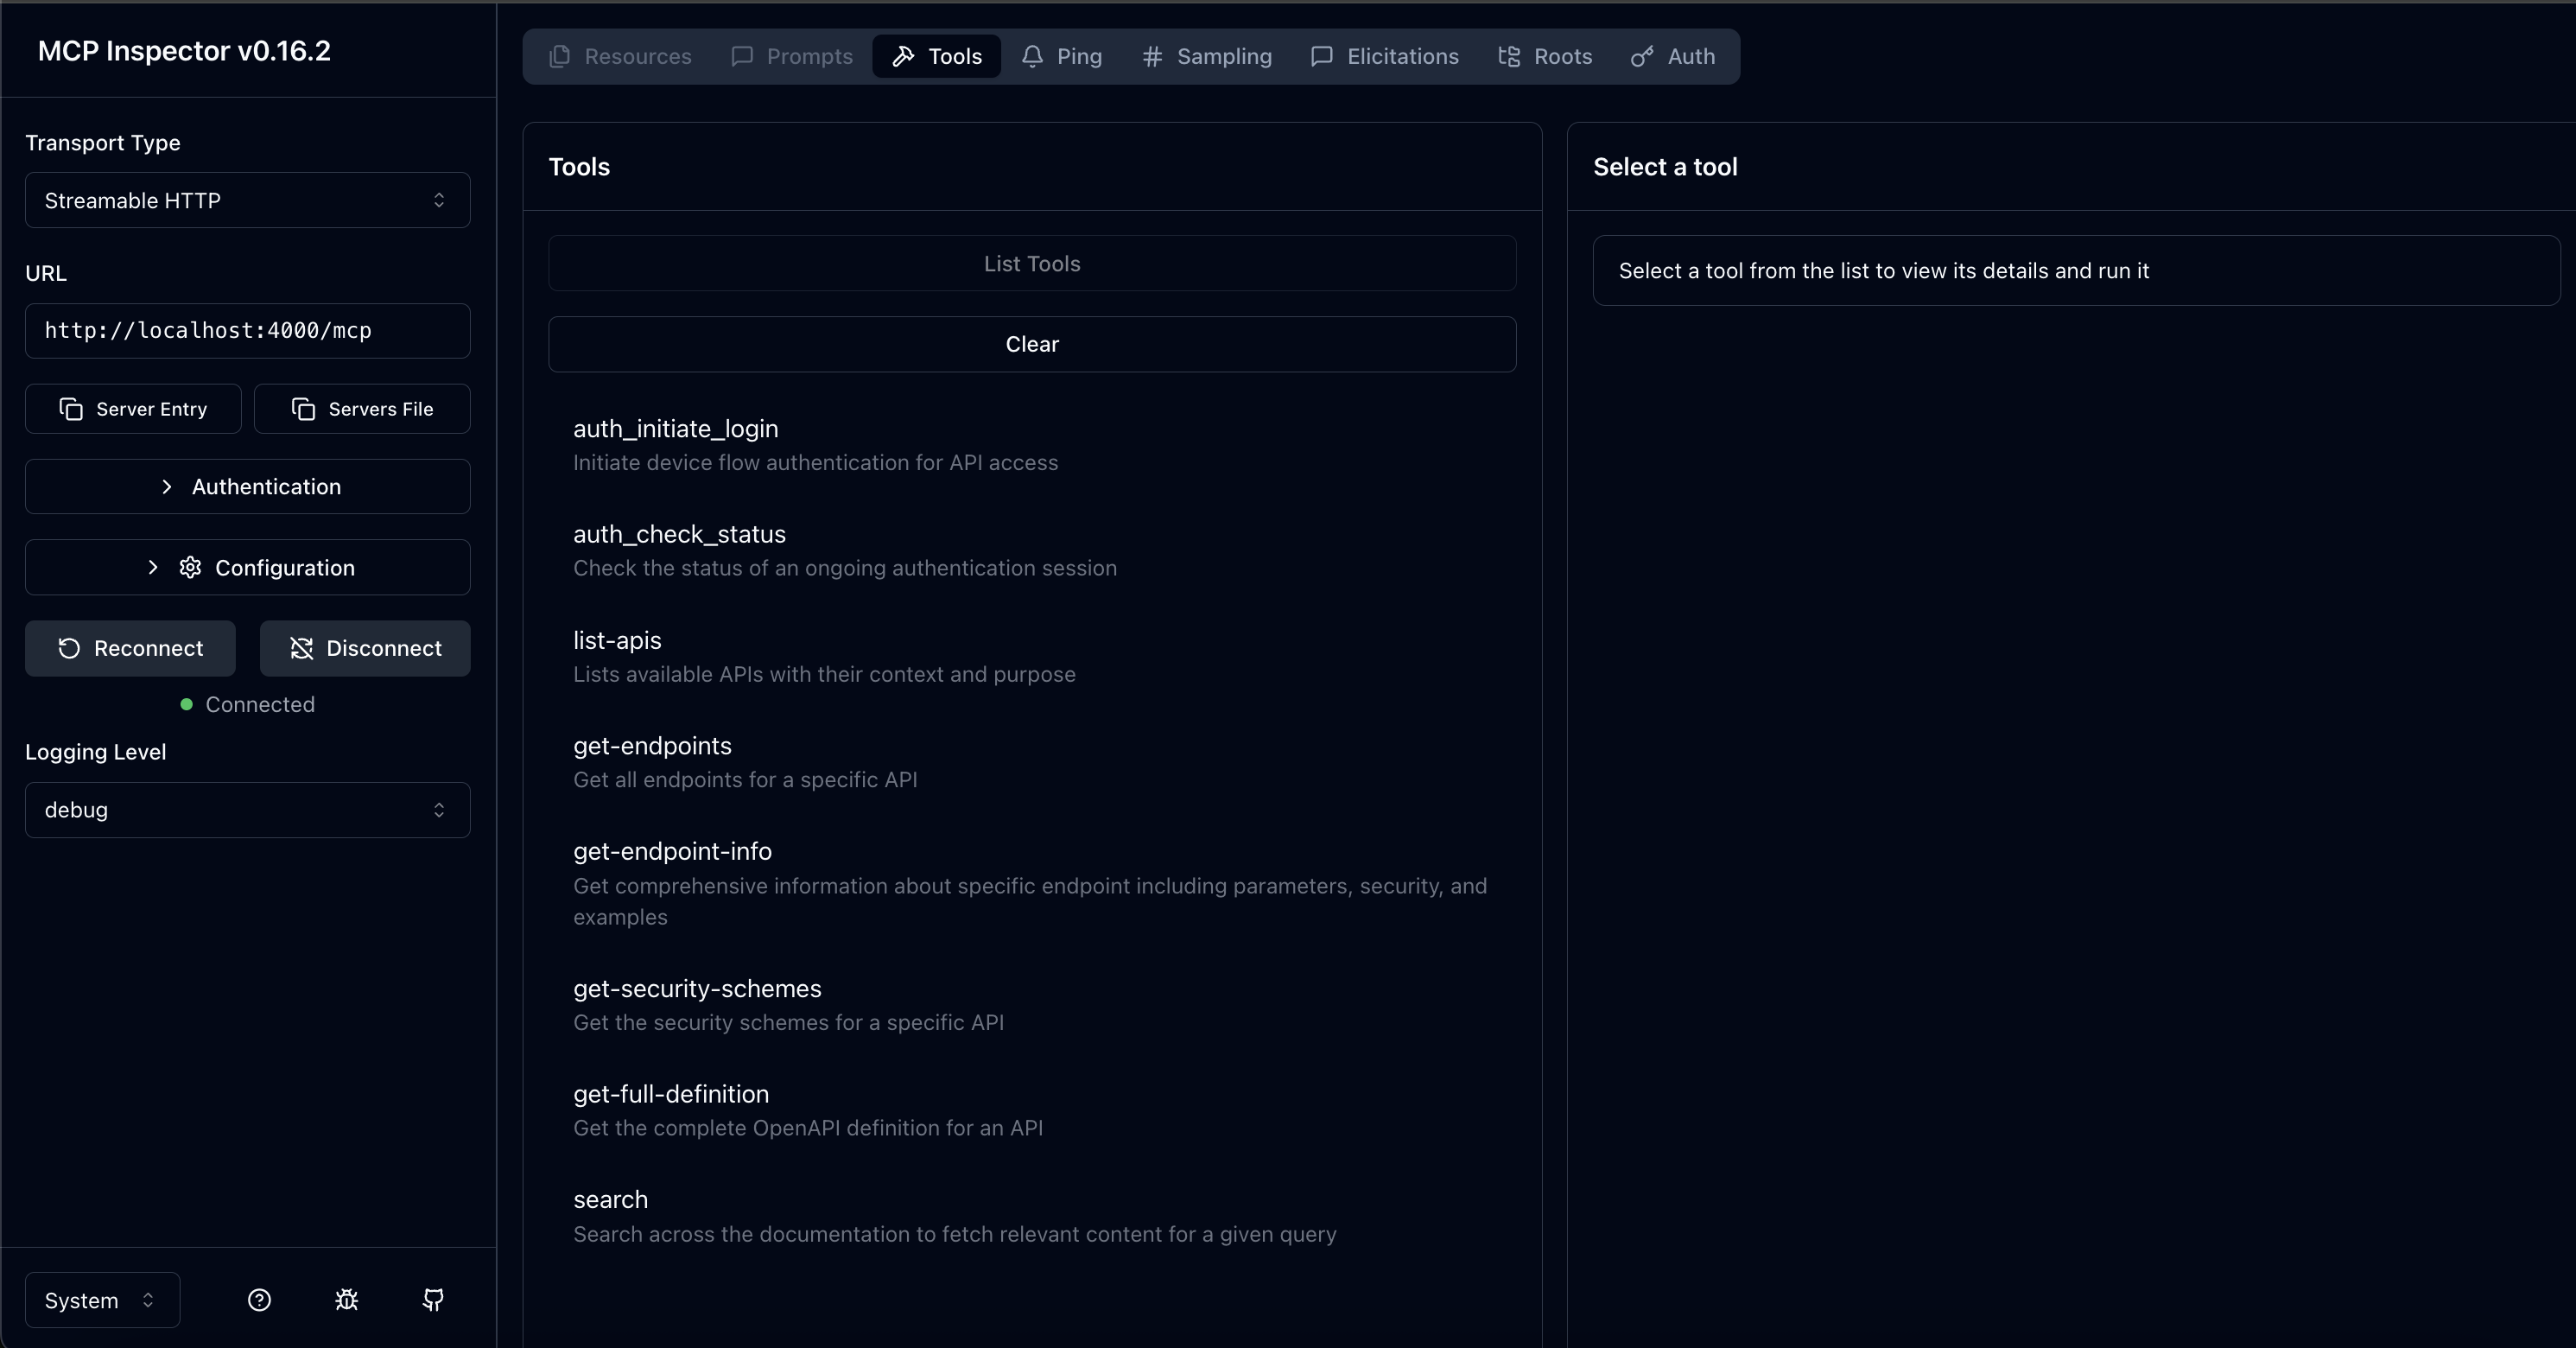 MCP Inspector v0.16.2
Transport Type
Streamable HTTP
URL
http://localhost:4000/mcp
Server Entry
Servers File
Authentication
Configuration
Reconnect
Disconnect
Connected
Logging Level
debug
System
Resources
Prompts
Tools
Ping
Sampling
Elicitations
Roots
Auth
Tools
List Tools
Clear
auth_initiate_login
Initiate device flow authentication for API access
auth_check_status
Check the status of an ongoing authentication session
list-apis
Lists available APIs with their context and purpose
get-endpoints
Get all endpoints for a specific API
get-endpoint-info
Get comprehensive information about specific endpoint including parameters, security, and
examples
get-security-schemes
Get the security schemes for a specific API
get-full-definition
Get the complete OpenAPI definition for an API
search
Search across the documentation to fetch relevant content for a given query
Select a tool
Select a tool from the list to view its details and run it